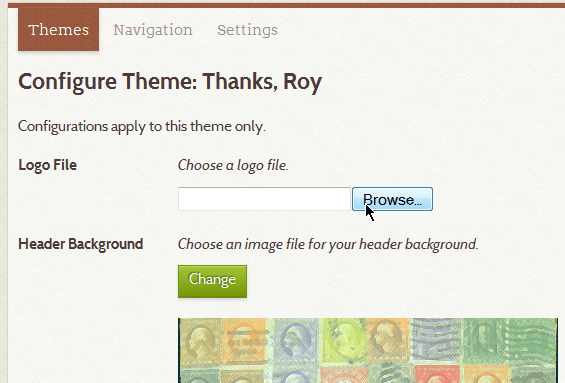 Themes Navigation Settings
Configure Theme: Thanks, Roy
Configurations apply to this theme only.
Logo File Choose a logo file.
Browse...
Header Background Choose an image file for your header background.
Change